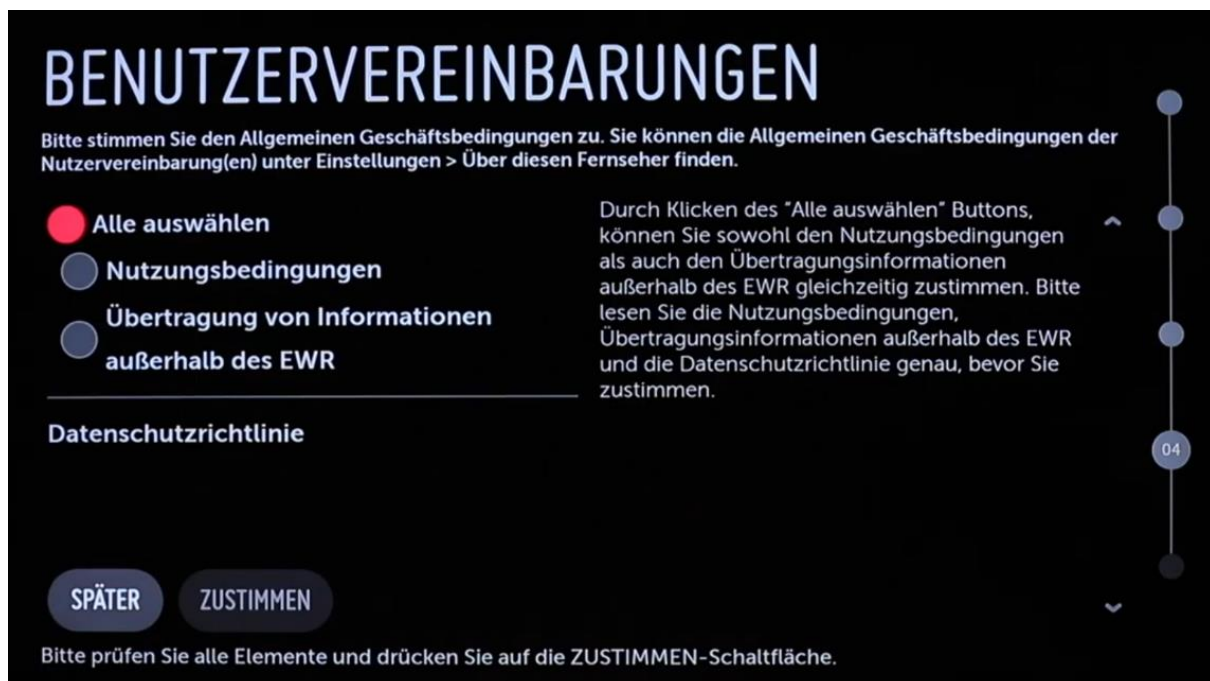 BENUTZERVEREINBARUNGEN
Bitte stimmen Sie den Allgemeinen Geschäftsbedingungen zu. Sie können die Allgemeinen Geschäftsbedingungen der
Nutzervereinbarung(en) unter Einstellungen > Über diesen Fernseher finden.
Alle auswählen
Nutzungsbedingungen
Übertragung von Informationen
außerhalb des EWR
Datenschutzrichtlinie
Durch Klicken des "Alle auswählen" Buttons,
können Sie sowohl den Nutzungsbedingungen
als auch den Übertragungsinformationen
außerhalb des EWR gleichzeitig zustimmen. Bitte
lesen Sie die Nutzungsbedingungen,
Übertragungsinformationen außerhalb des EWR
und die Datenschutzrichtlinie genau, bevor Sie
zustimmen.
04
SPÄTER
ZUSTIMMEN
Bitte prüfen Sie alle Elemente und drücken Sie auf die ZUSTIMMEN-Schaltfläche.